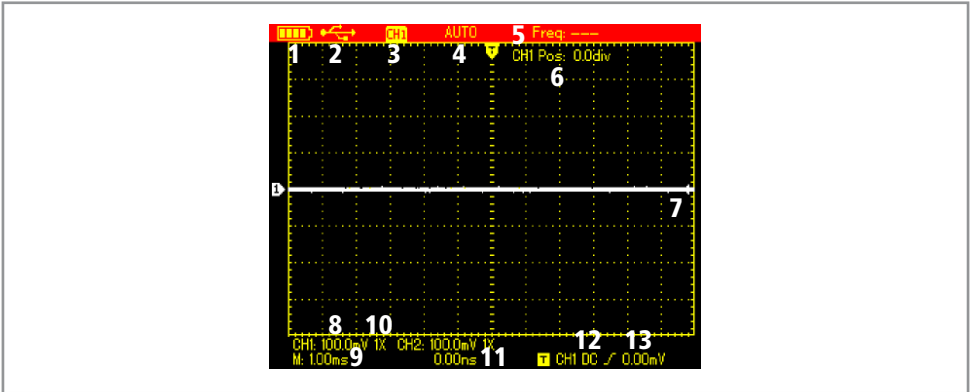 CH1 AUTO 5 Freq: ---
1 2 3 4 T CH1 Pos: 0.0div
6
1
7
8 10 12 13
CH1: 100.0mV 1X CH2: 100.0mV 1X
M: 1.00ms 9 0.00ns 11 T CH1 DC 0.00mV